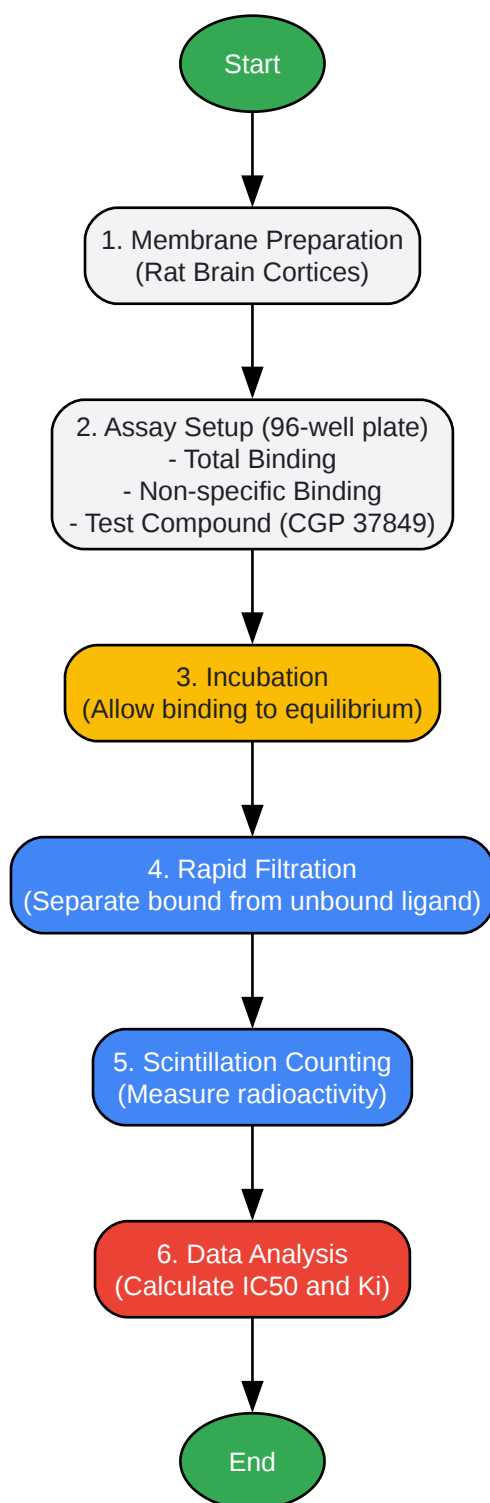 Start
1. Membrane Preparation
(Rat Brain Cortices)
2. Assay Setup (96-well plate)
- Total Binding
- Non-specific Binding
- Test Compound (CGP 37849)
3. Incubation
(Allow binding to equilibrium)
4. Rapid Filtration
(Separate bound from unbound ligand)
5. Scintillation Counting
(Measure radioactivity)
6. Data Analysis
(Calculate IC50 and Ki)
End